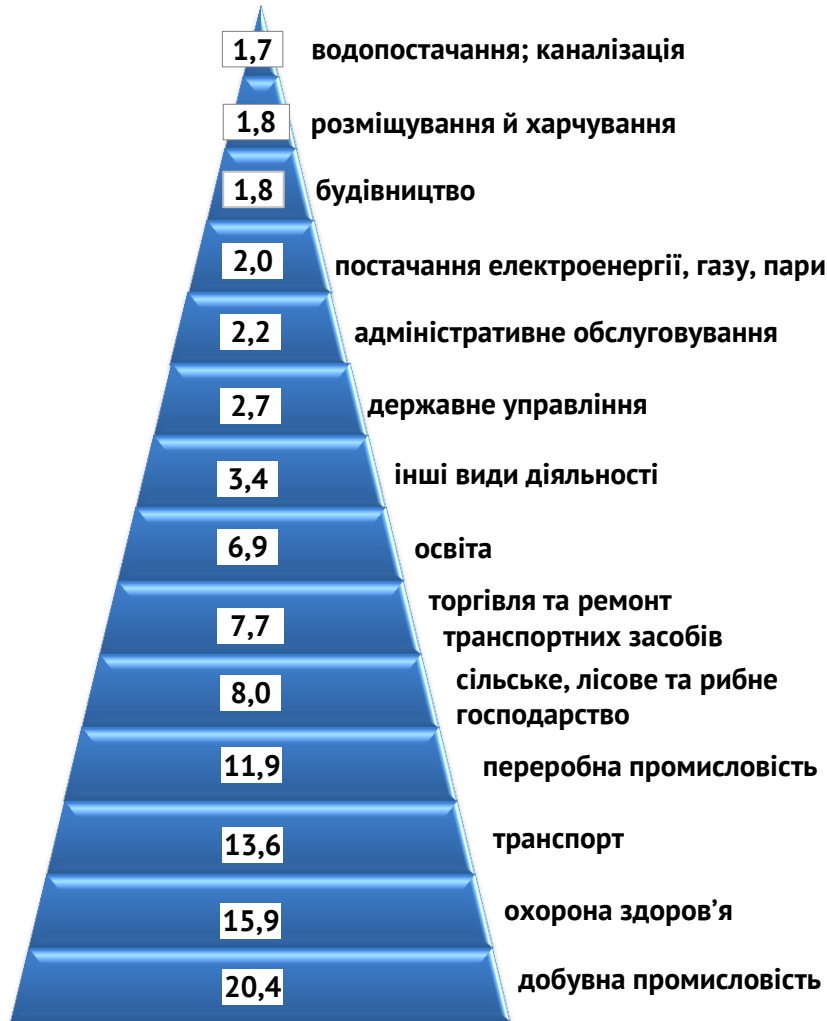 1,7 водопостачання; каналізація
1,8 розміщування й харчування
1,8 будівництво
2,0 постачання електроенергії, газу, пари
2,2 адміністративне обслуговування
2,7 державне управління
3,4 інші види діяльності
6,9 освіта
торгівля та ремонт
7,7 транспортних засобів
8,0 сільське, лісове та рибне
господарство
11,9 переробна промисловість
13,6 транспорт
15,9 охорона здоров’я
20,4 добувна промисловість